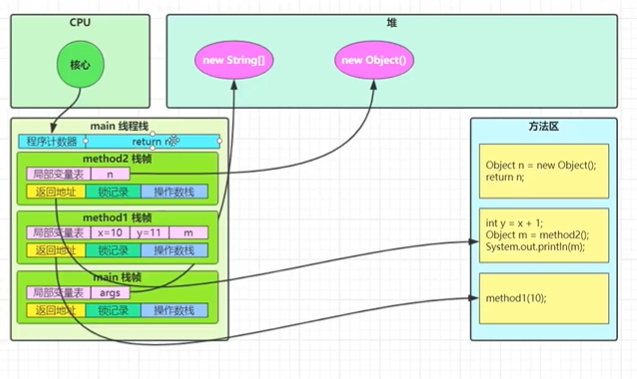 CPU
核心
堆
new String[]
new Object()
main 线程栈
程序计数器 return n;
method2 栈帧
局部变量表 n
返回地址 锁记录 操作数栈
method1 栈帧
局部变量表 x=10 y=11 m
返回地址 锁记录 操作数栈
main 栈帧
局部变量表 args
返回地址 锁记录 操作数栈
方法区
Object n = new Object();
return n;
int y = x + 1;
Object m = method2();
System.out.println(m);
method1(10);